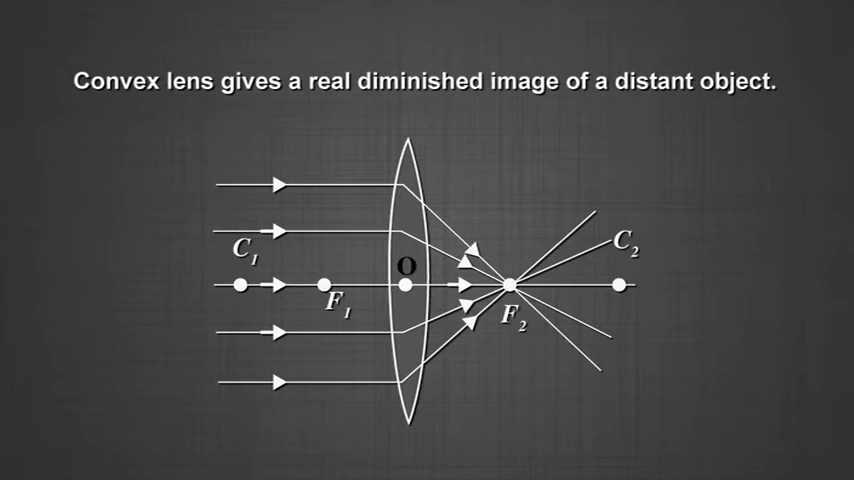 Convex lens gives a real diminished image of a distant object.
C₁
C₂
O
F₁
F₂